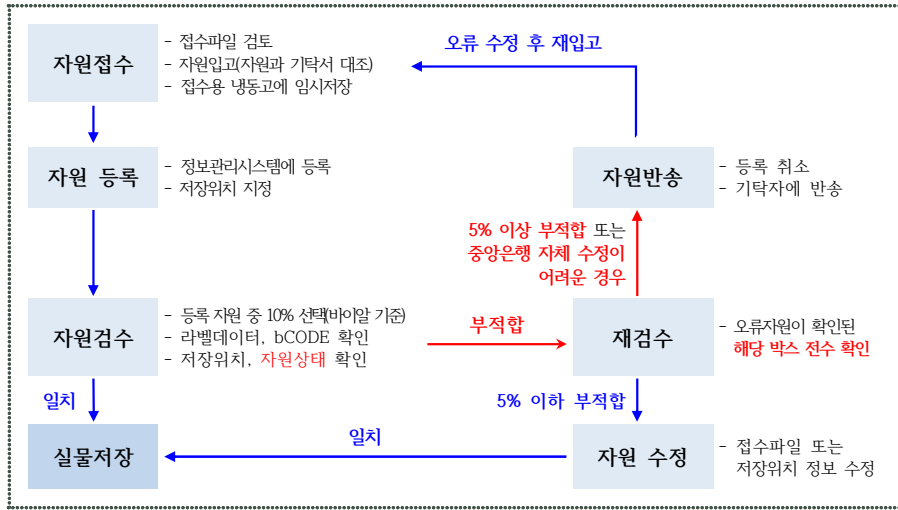 자원접수
- 접수파일 검토
- 자원입고(자원과 기탁서 대조)
- 접수용 냉동고에 임시저장
오류 수정 후 재입고
자원 등록
- 정보관리시스템에 등록
- 저장위치 지정
자원반송
- 등록 취소
- 기탁자에 반송
5% 이상 부적합 또는
중앙은행 자체 수정이
어려운 경우
자원검수
- 등록 자원 중 10% 선택(바이알 기준)
- 라벨데이터, bCODE 확인
- 저장위치, 자원상태 확인
부적합
재검수
- 오류자원이 확인된
해당 박스 전수 확인
일치
5% 이하 부적합
실물저장
일치
자원 수정
- 접수파일 또는
저장위치 정보 수정